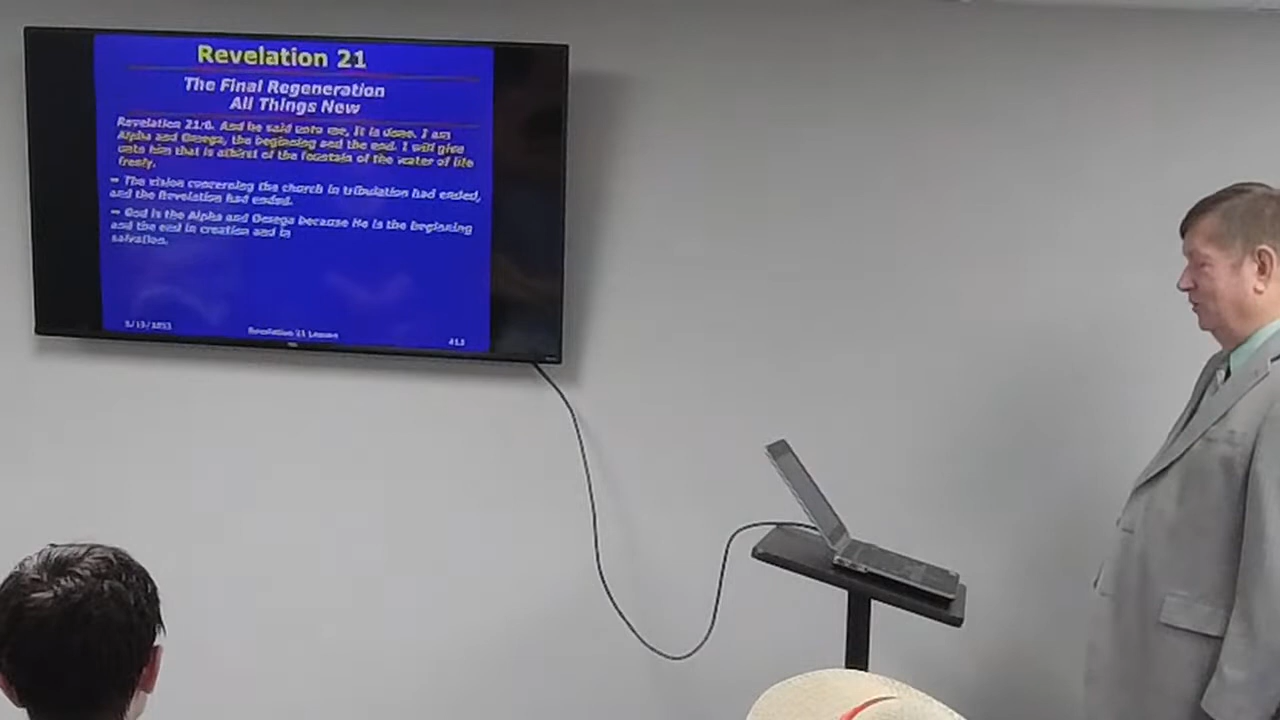 Revelation 21
The Final Regeneration
All Things New
Revelation 21:6. And he said unto me, It is done. I am
Alpha and Omega, the beginning and the end. I will give
unto him that is athirst of the fountain of the water of life
freely.
– The vision concerning the church in tribulation had ended,
and the Revelation had ended.
– God is the Alpha and Omega because He is the beginning
and the end in creation and in
salvation.
Revelation 21 Lesson